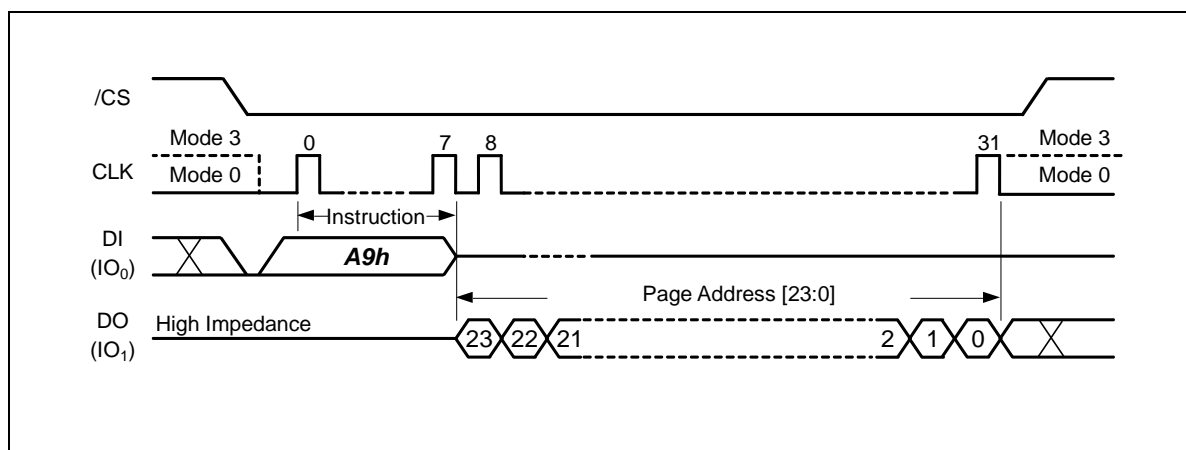 /CS
Mode 3 0 7 8 31 Mode 3
CLK
Mode 0 Mode 0
Instruction
DI
(IO0)
A9h
Page Address [23:0]
DO
(IO1)
High Impedance
23 22 21 2 1 0